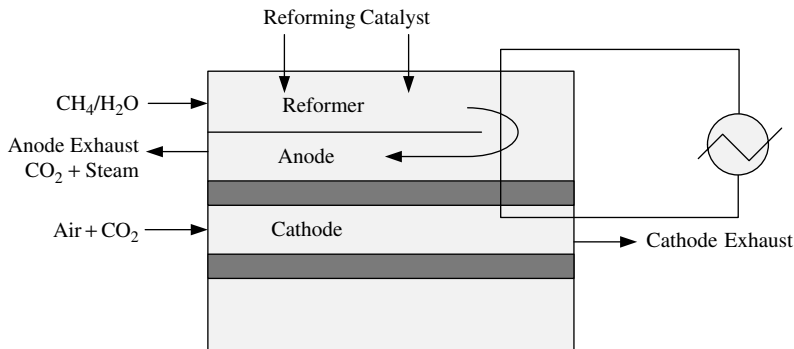 Reforming Catalyst
CH₄/H₂O
Reformer
Anode Exhaust
CO₂ + Steam
Anode
Air + CO₂
Cathode
Cathode Exhaust